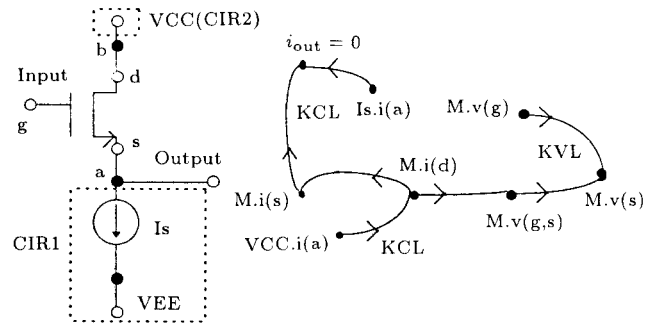 VCC(CIR2)
b
d
Input
g
s
Output
a
CIR1
Is
VEE
i_out = 0
KCL
Is.i(a)
M.v(g)
KVL
M.i(d)
M.i(s)
M.v(g,s)
M.v(s)
VCC.i(a)
KCL